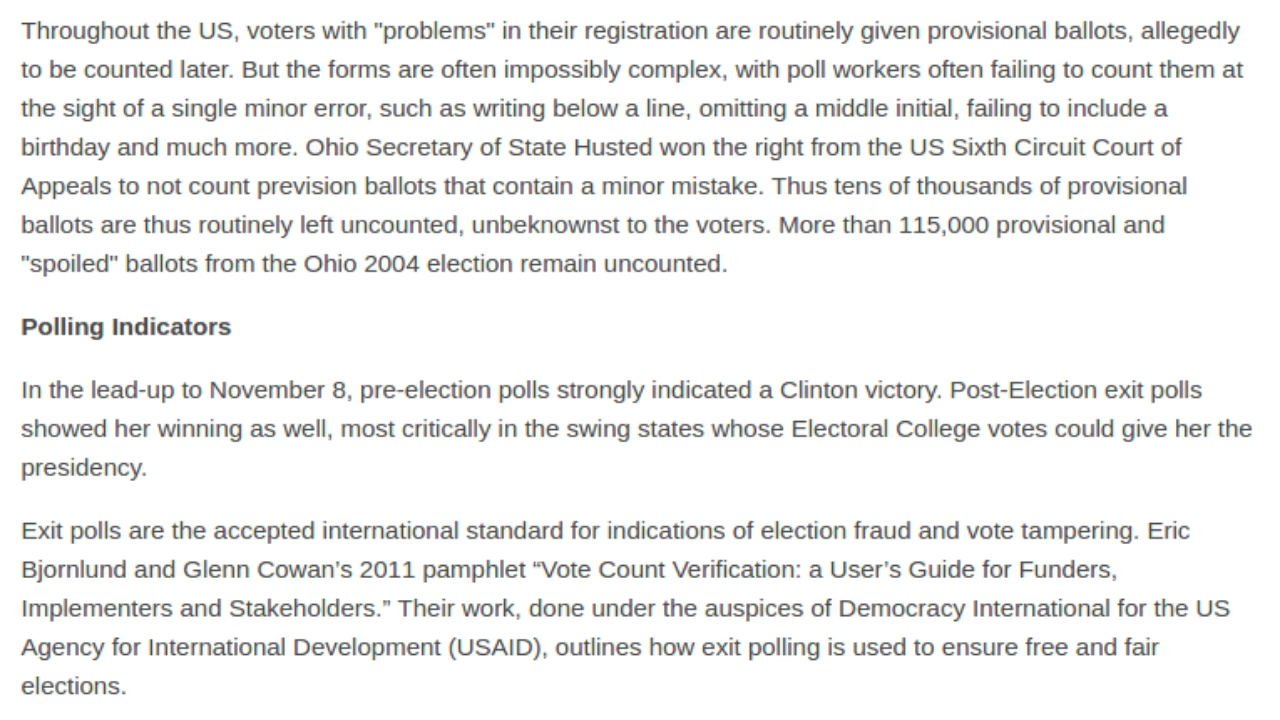 Throughout the US, voters with "problems" in their registration are routinely given provisional ballots, allegedly
to be counted later. But the forms are often impossibly complex, with poll workers often failing to count them at
the sight of a single minor error, such as writing below a line, omitting a middle initial, failing to include a
birthday and much more. Ohio Secretary of State Husted won the right from the US Sixth Circuit Court of
Appeals to not count prevision ballots that contain a minor mistake. Thus tens of thousands of provisional
ballots are thus routinely left uncounted, unbeknownst to the voters. More than 115,000 provisional and
"spoiled" ballots from the Ohio 2004 election remain uncounted.
Polling Indicators
In the lead-up to November 8, pre-election polls strongly indicated a Clinton victory. Post-Election exit polls
showed her winning as well, most critically in the swing states whose Electoral College votes could give her the
presidency.
Exit polls are the accepted international standard for indications of election fraud and vote tampering. Eric
Bjornlund and Glenn Cowan’s 2011 pamphlet “Vote Count Verification: a User’s Guide for Funders,
Implementers and Stakeholders.” Their work, done under the auspices of Democracy International for the US
Agency for International Development (USAID), outlines how exit polling is used to ensure free and fair
elections.